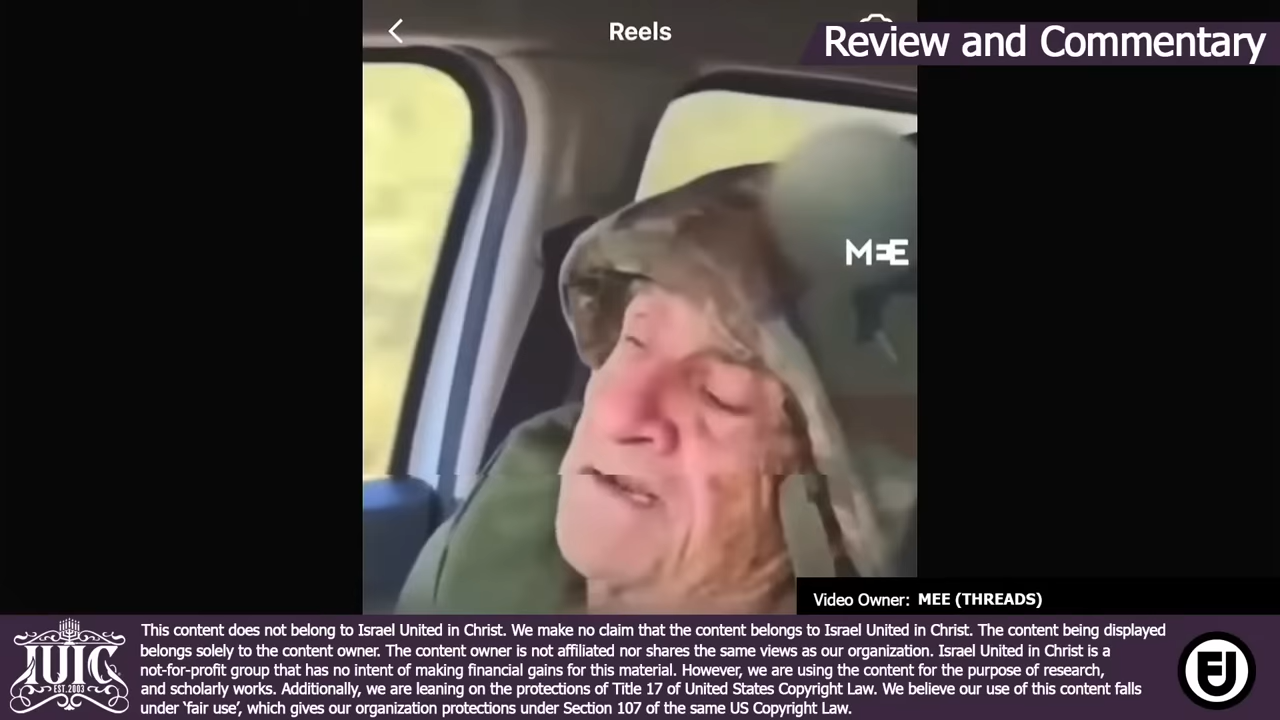 Reels
Review and Commentary
MEE
Video Owner: MEE (THREADS)
IUIC
EST. 2003
This content does not belong to Israel United in Christ. We make no claim that the content belongs to Israel United in Christ. The content being displayed
belongs solely to the content owner. The content owner is not affiliated nor shares the same views as our organization. Israel United in Christ is a
not-for-profit group that has no intent of making financial gains for this material. However, we are using the content for the purpose of research,
and scholarly works. Additionally, we are leaning on the protections of Title 17 of United States Copyright Law. We believe our use of this content falls
under ‘fair use’, which gives our organization protections under Section 107 of the same US Copyright Law.